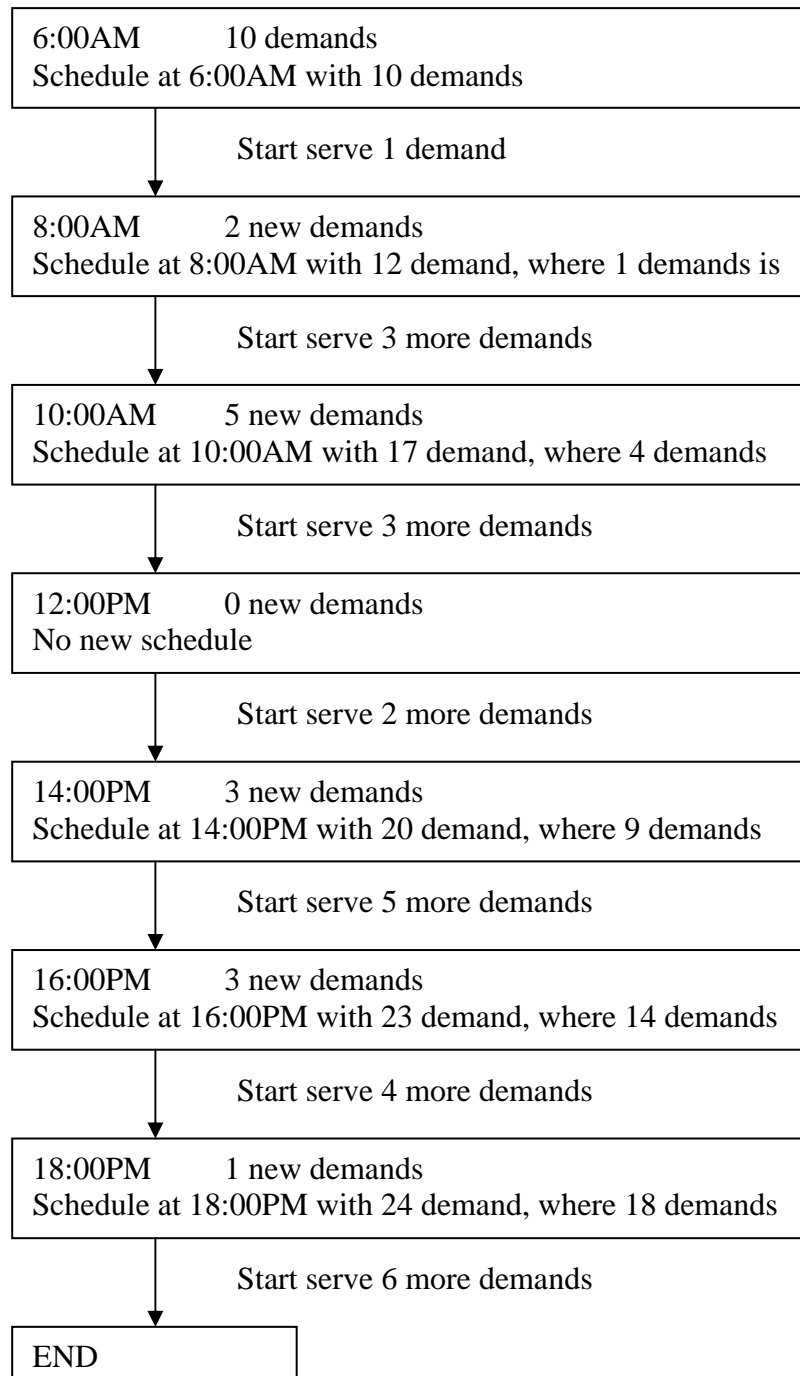 6:00AM 10 demands
Schedule at 6:00AM with 10 demands
Start serve 1 demand
8:00AM 2 new demands
Schedule at 8:00AM with 12 demand, where 1 demands is
Start serve 3 more demands
10:00AM 5 new demands
Schedule at 10:00AM with 17 demand, where 4 demands
Start serve 3 more demands
12:00PM 0 new demands
No new schedule
Start serve 2 more demands
14:00PM 3 new demands
Schedule at 14:00PM with 20 demand, where 9 demands
Start serve 5 more demands
16:00PM 3 new demands
Schedule at 16:00PM with 23 demand, where 14 demands
Start serve 4 more demands
18:00PM 1 new demands
Schedule at 18:00PM with 24 demand, where 18 demands
Start serve 6 more demands
END